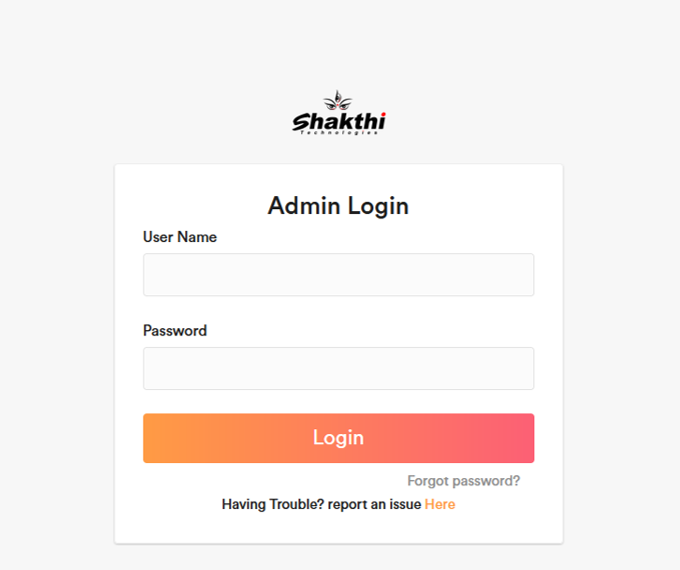 Shakthi
Technologies
Admin Login
User Name
Password
Login
Forgot password?
Having Trouble? report an issue Here